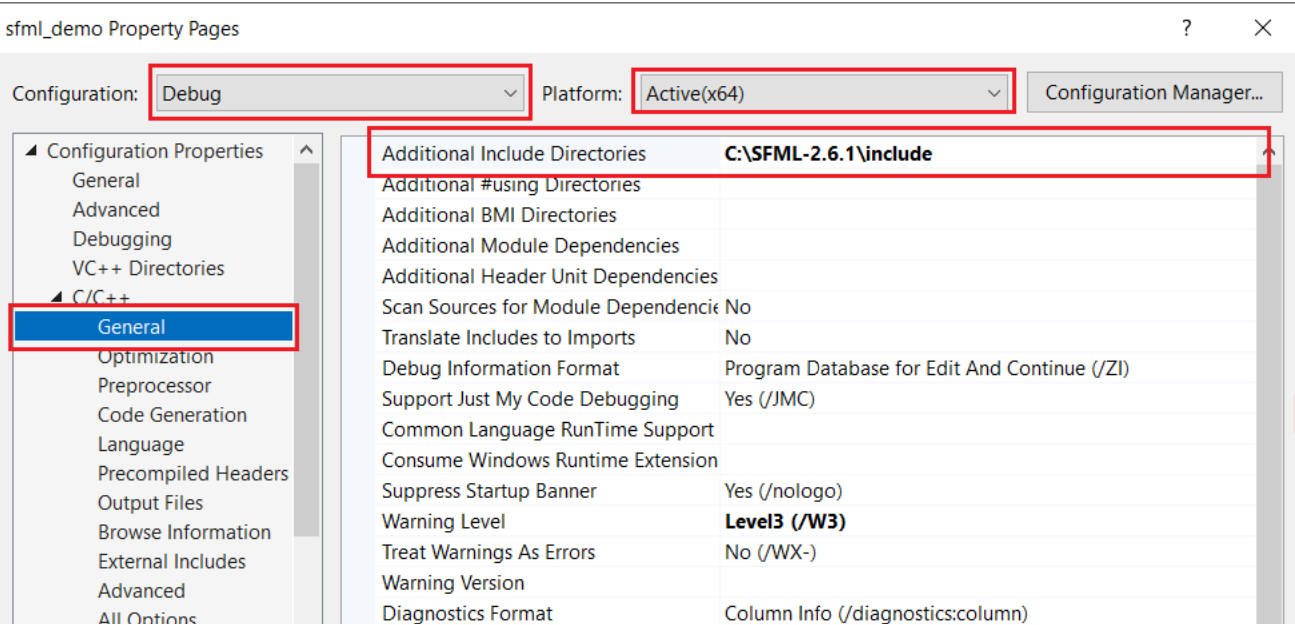 sfml_demo Property Pages ?
Configuration: Debug Platform: Active(x64) Configuration Manager...
Configuration Properties
General
Advanced
Debugging
VC++ Directories
C/C++
General
Optimization
Preprocessor
Code Generation
Language
Precompiled Headers
Output Files
Browse Information
External Includes
Advanced
All Options
Additional Include Directories C:\SFML-2.6.1\include
Additional #using Directories
Additional BMI Directories
Additional Module Dependencies
Additional Header Unit Dependencies
Scan Sources for Module Dependencie No
Translate Includes to Imports No
Debug Information Format Program Database for Edit And Continue (/ZI)
Support Just My Code Debugging Yes (/JMC)
Common Language RunTime Support
Consume Windows Runtime Extension
Suppress Startup Banner Yes (/nologo)
Warning Level Level3 (/W3)
Treat Warnings As Errors No (/WX-)
Warning Version
Diagnostics Format Column Info (/diagnostics:column)